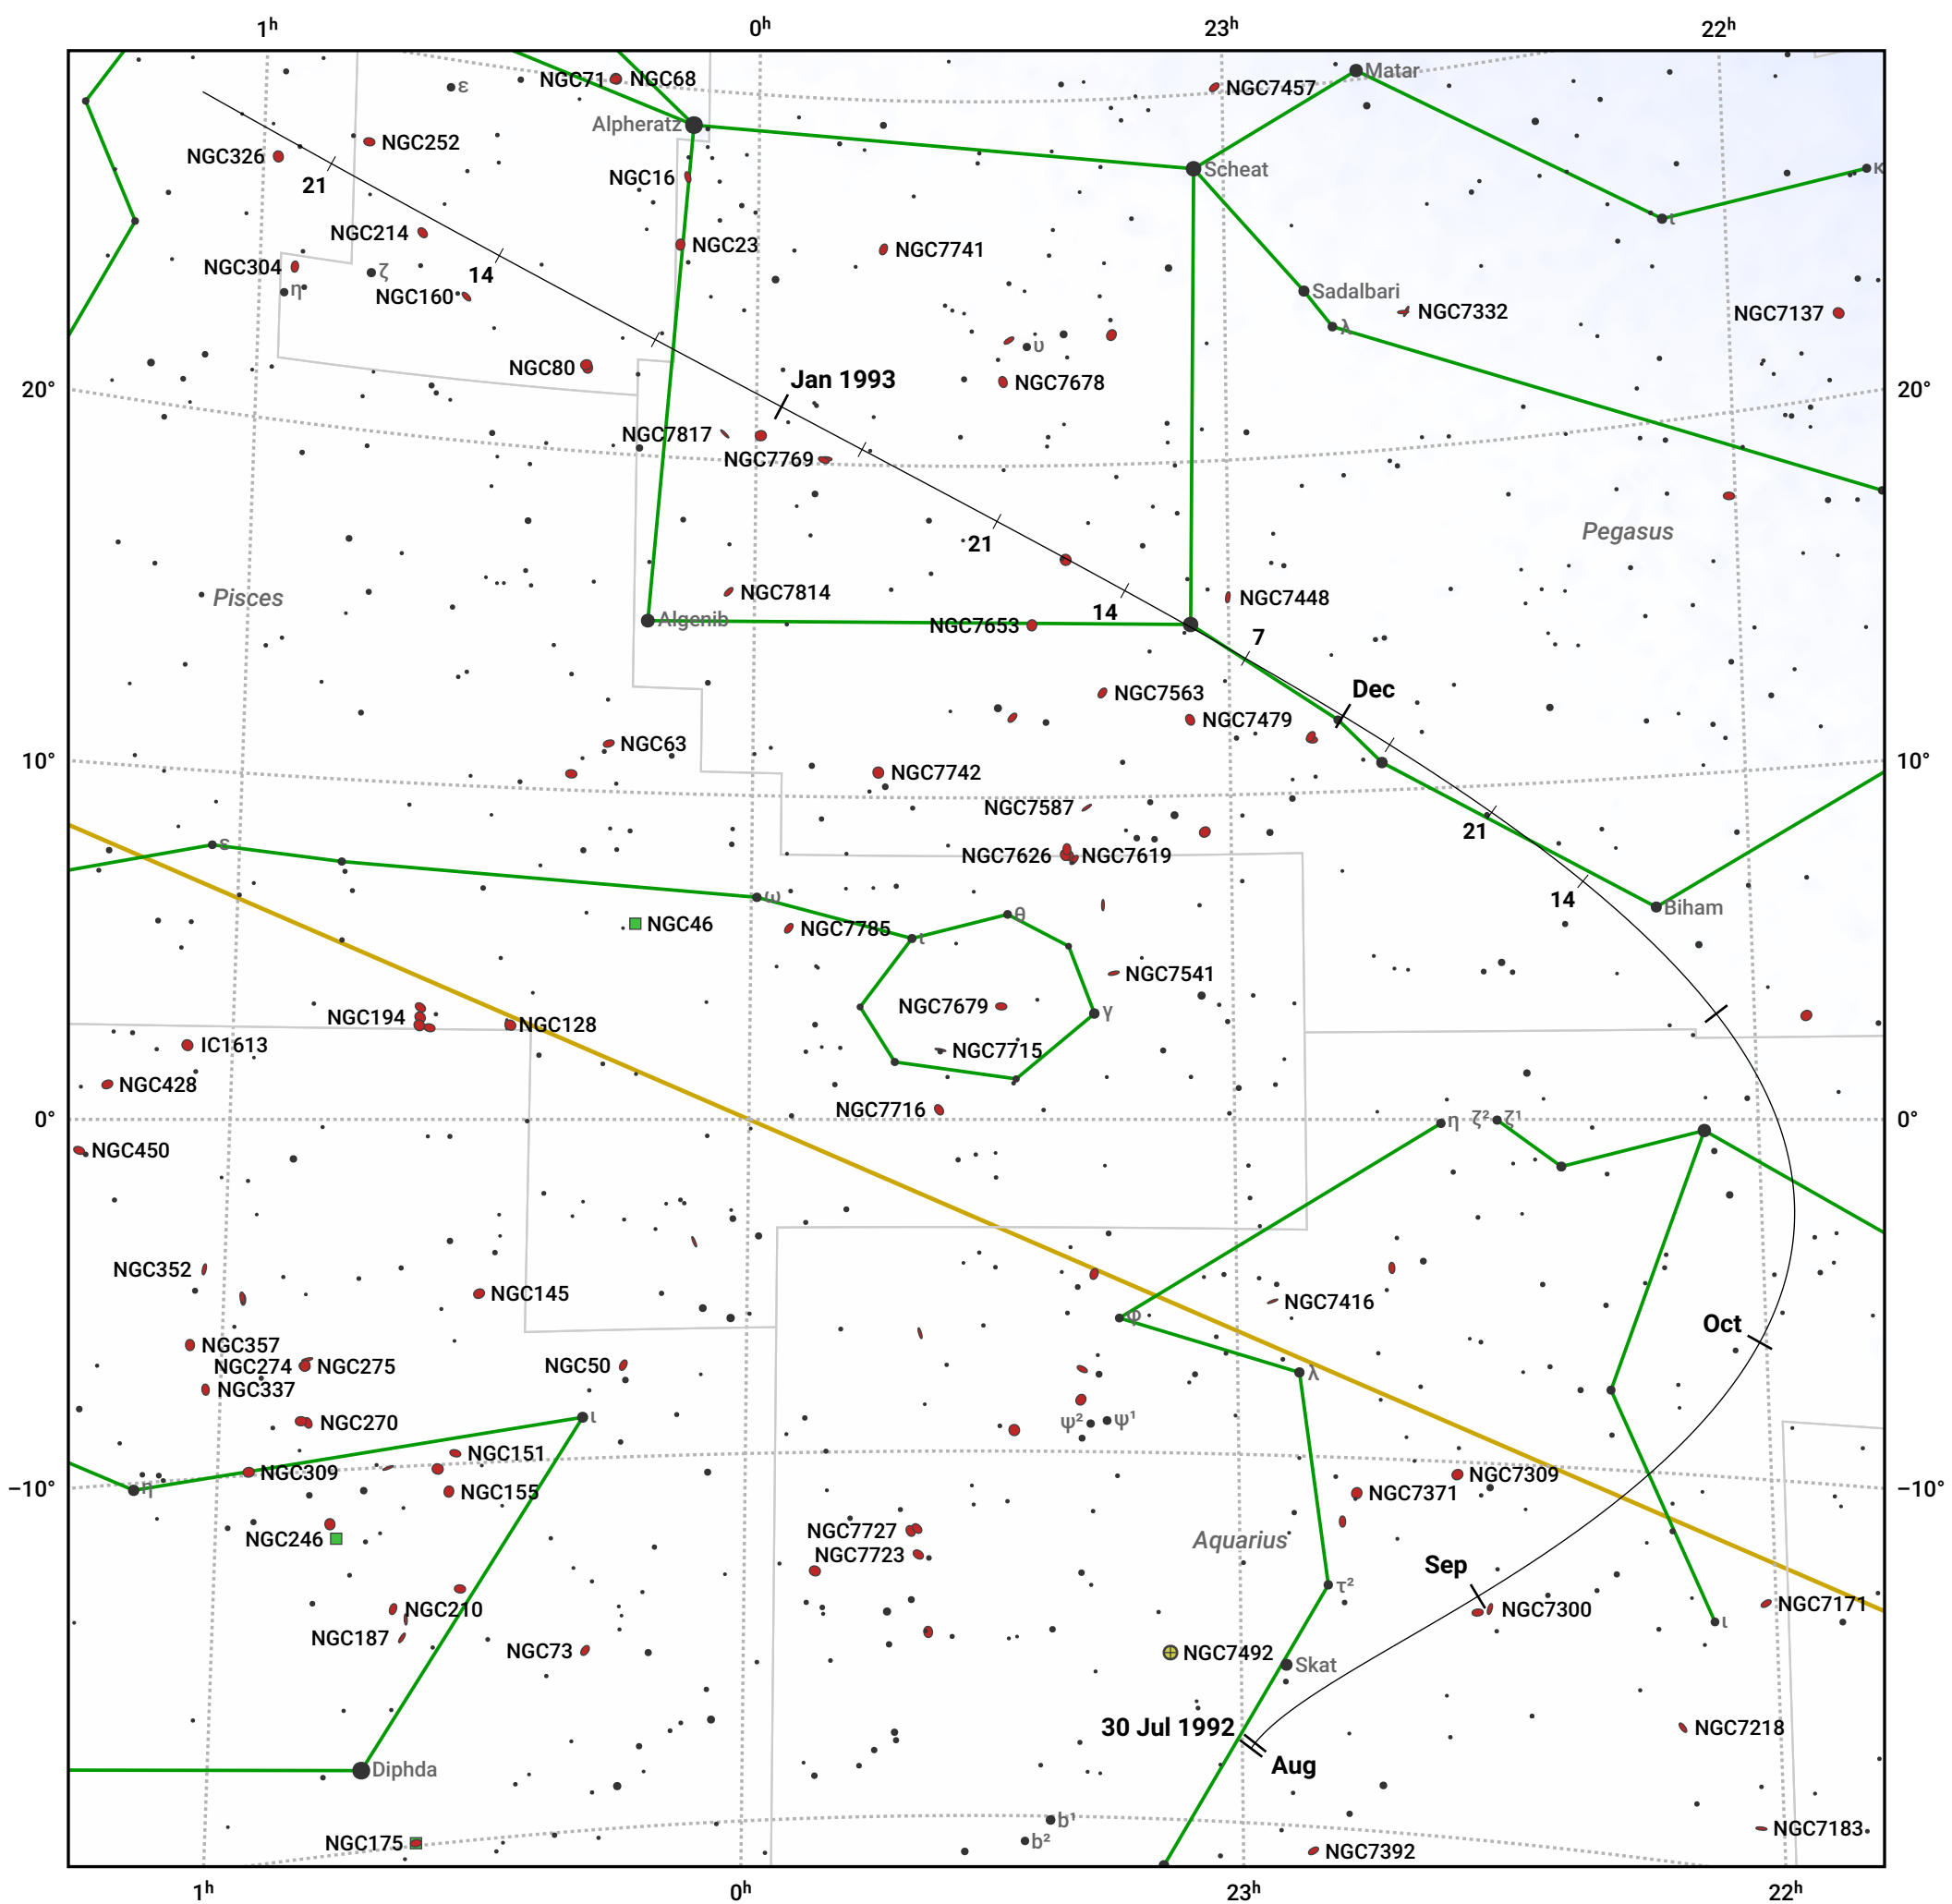 1ʰ 0ʰ 23ʰ 22ʰ
ε NGC71 NGC68 NGC7457 Matar
Alpheratz
NGC326 NGC252 Scheat κ
21 NGC16
NGC214 NGC23 NGC7741 ι
NGC304 ζ 14
η NGC160 Sadalbari
NGC7332 NGC7137
λ
υ
NGC80
20° Jan 1993 NGC7678 20°
NGC7817
NGC7769
Pegasus
21
Pisces NGC7814 14 NGC7448
Algenib NGC7653 7
Dec
NGC7563
NGC7479
NGC63
10° NGC7742 10°
NGC7587
21
ε NGC7626 NGC7619
ω 14 Biham
θ
NGC46 NGC7785 ι
NGC7541
NGC194 NGC128 NGC7679 γ
IC1613 NGC7715
NGC428
NGC7716
0° η ζ² ζ¹ 0°
NGC450
NGC352
NGC145 NGC7416
φ Oct
NGC357
NGC274 NGC275 NGC50 λ
NGC337
NGC270 ι ψ² ψ¹
NGC151
NGC309 NGC7309
−10° η NGC155 NGC7371 −10°
NGC246 NGC7727 Aquarius
NGC7723 Sep
τ²
NGC210 NGC7300 NGC7171
ι
NGC187 NGC73 NGC7492 Skat
30 Jul 1992 NGC7218
Aug
Diphda
b¹
b² NGC7183
NGC175 NGC7392
1ʰ 0ʰ 23ʰ 22ʰ